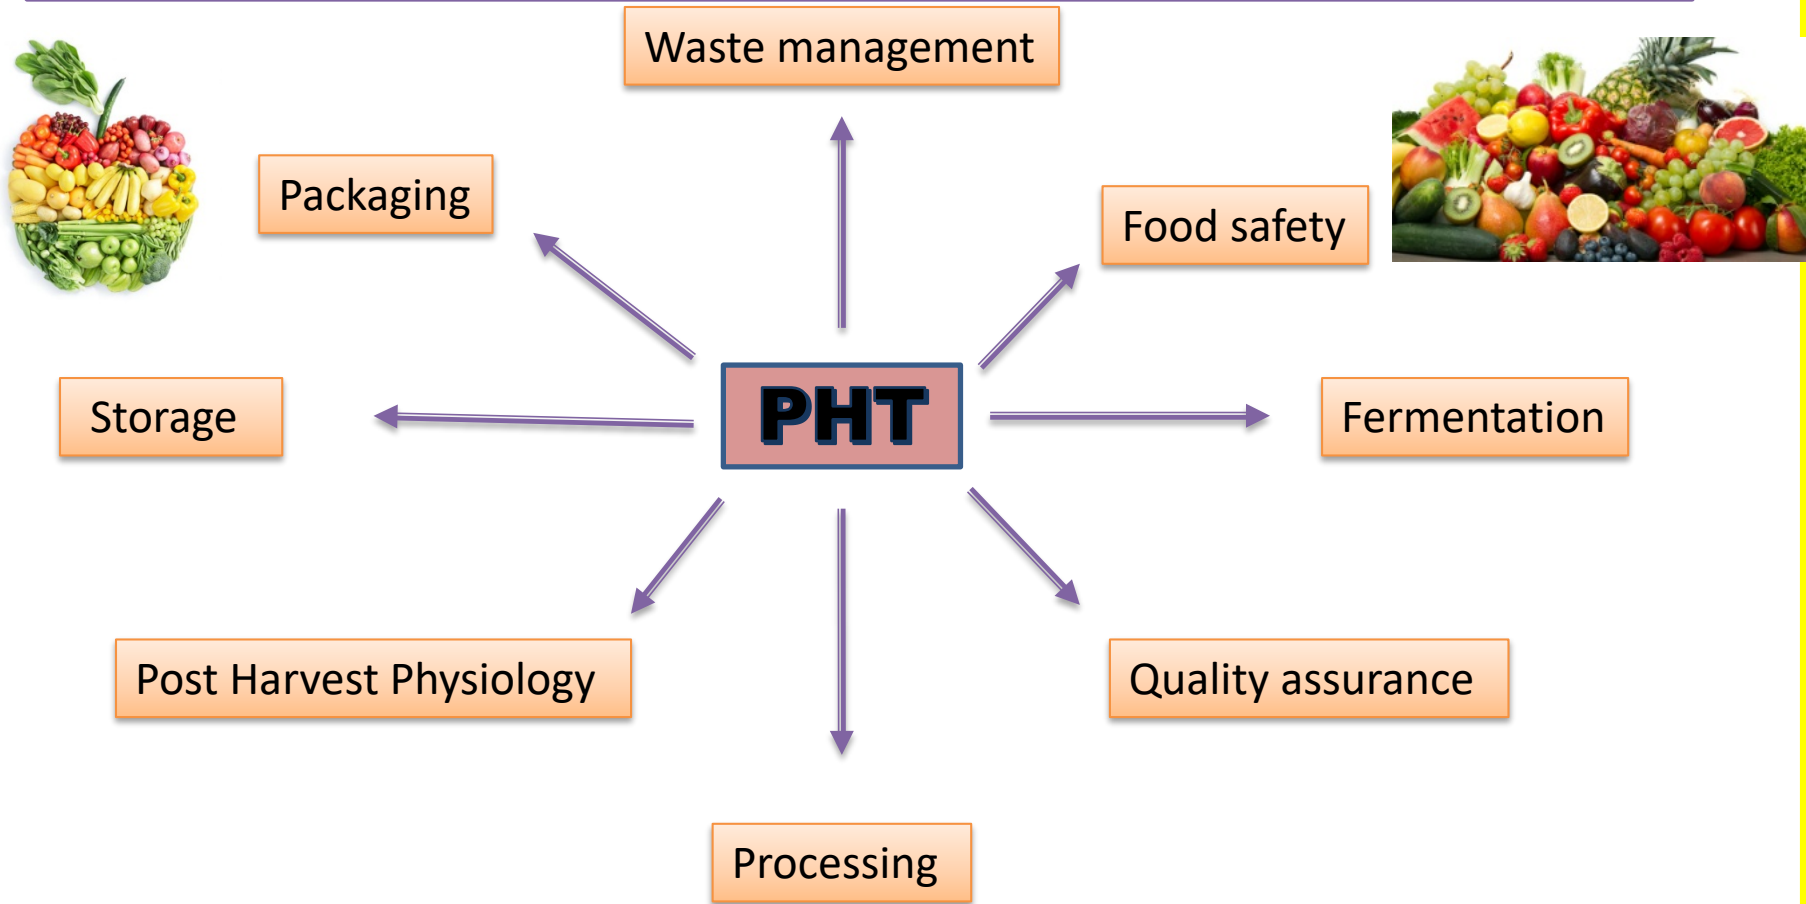 Waste management
Packaging
Food safety
Storage
PHT
Fermentation
Post Harvest Physiology
Quality assurance
Processing